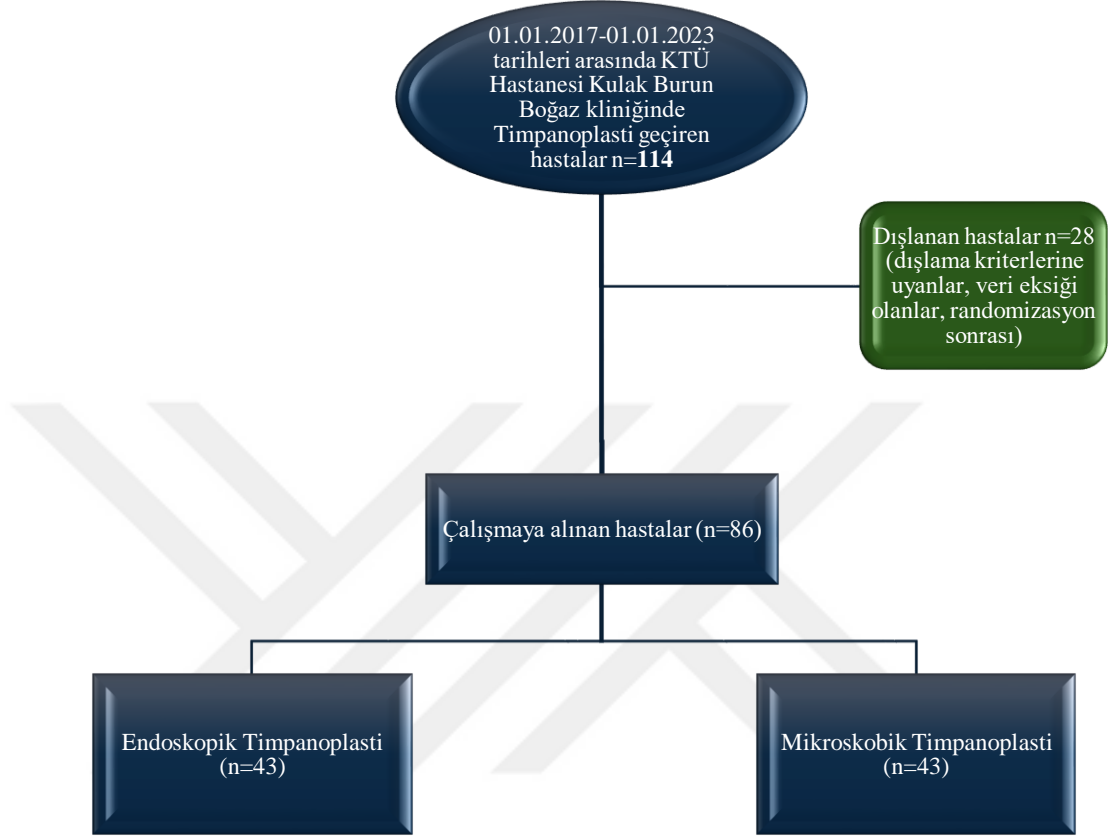 01.01.2017-01.01.2023
tarihleri arasında KTÜ
Hastanesi Kulak Burun
Boğaz kliniğinde
Timpanoplasti geçiren
hastalar n=114
Dışlanan hastalar n=28
(dışlama kriterlerine
uyanlar, veri eksiği
olanlar, randomizasyon
sonrası)
Çalışmaya alınan hastalar (n=86)
Endoskopik Timpanoplasti
(n=43)
Mikroskobik Timpanoplasti
(n=43)